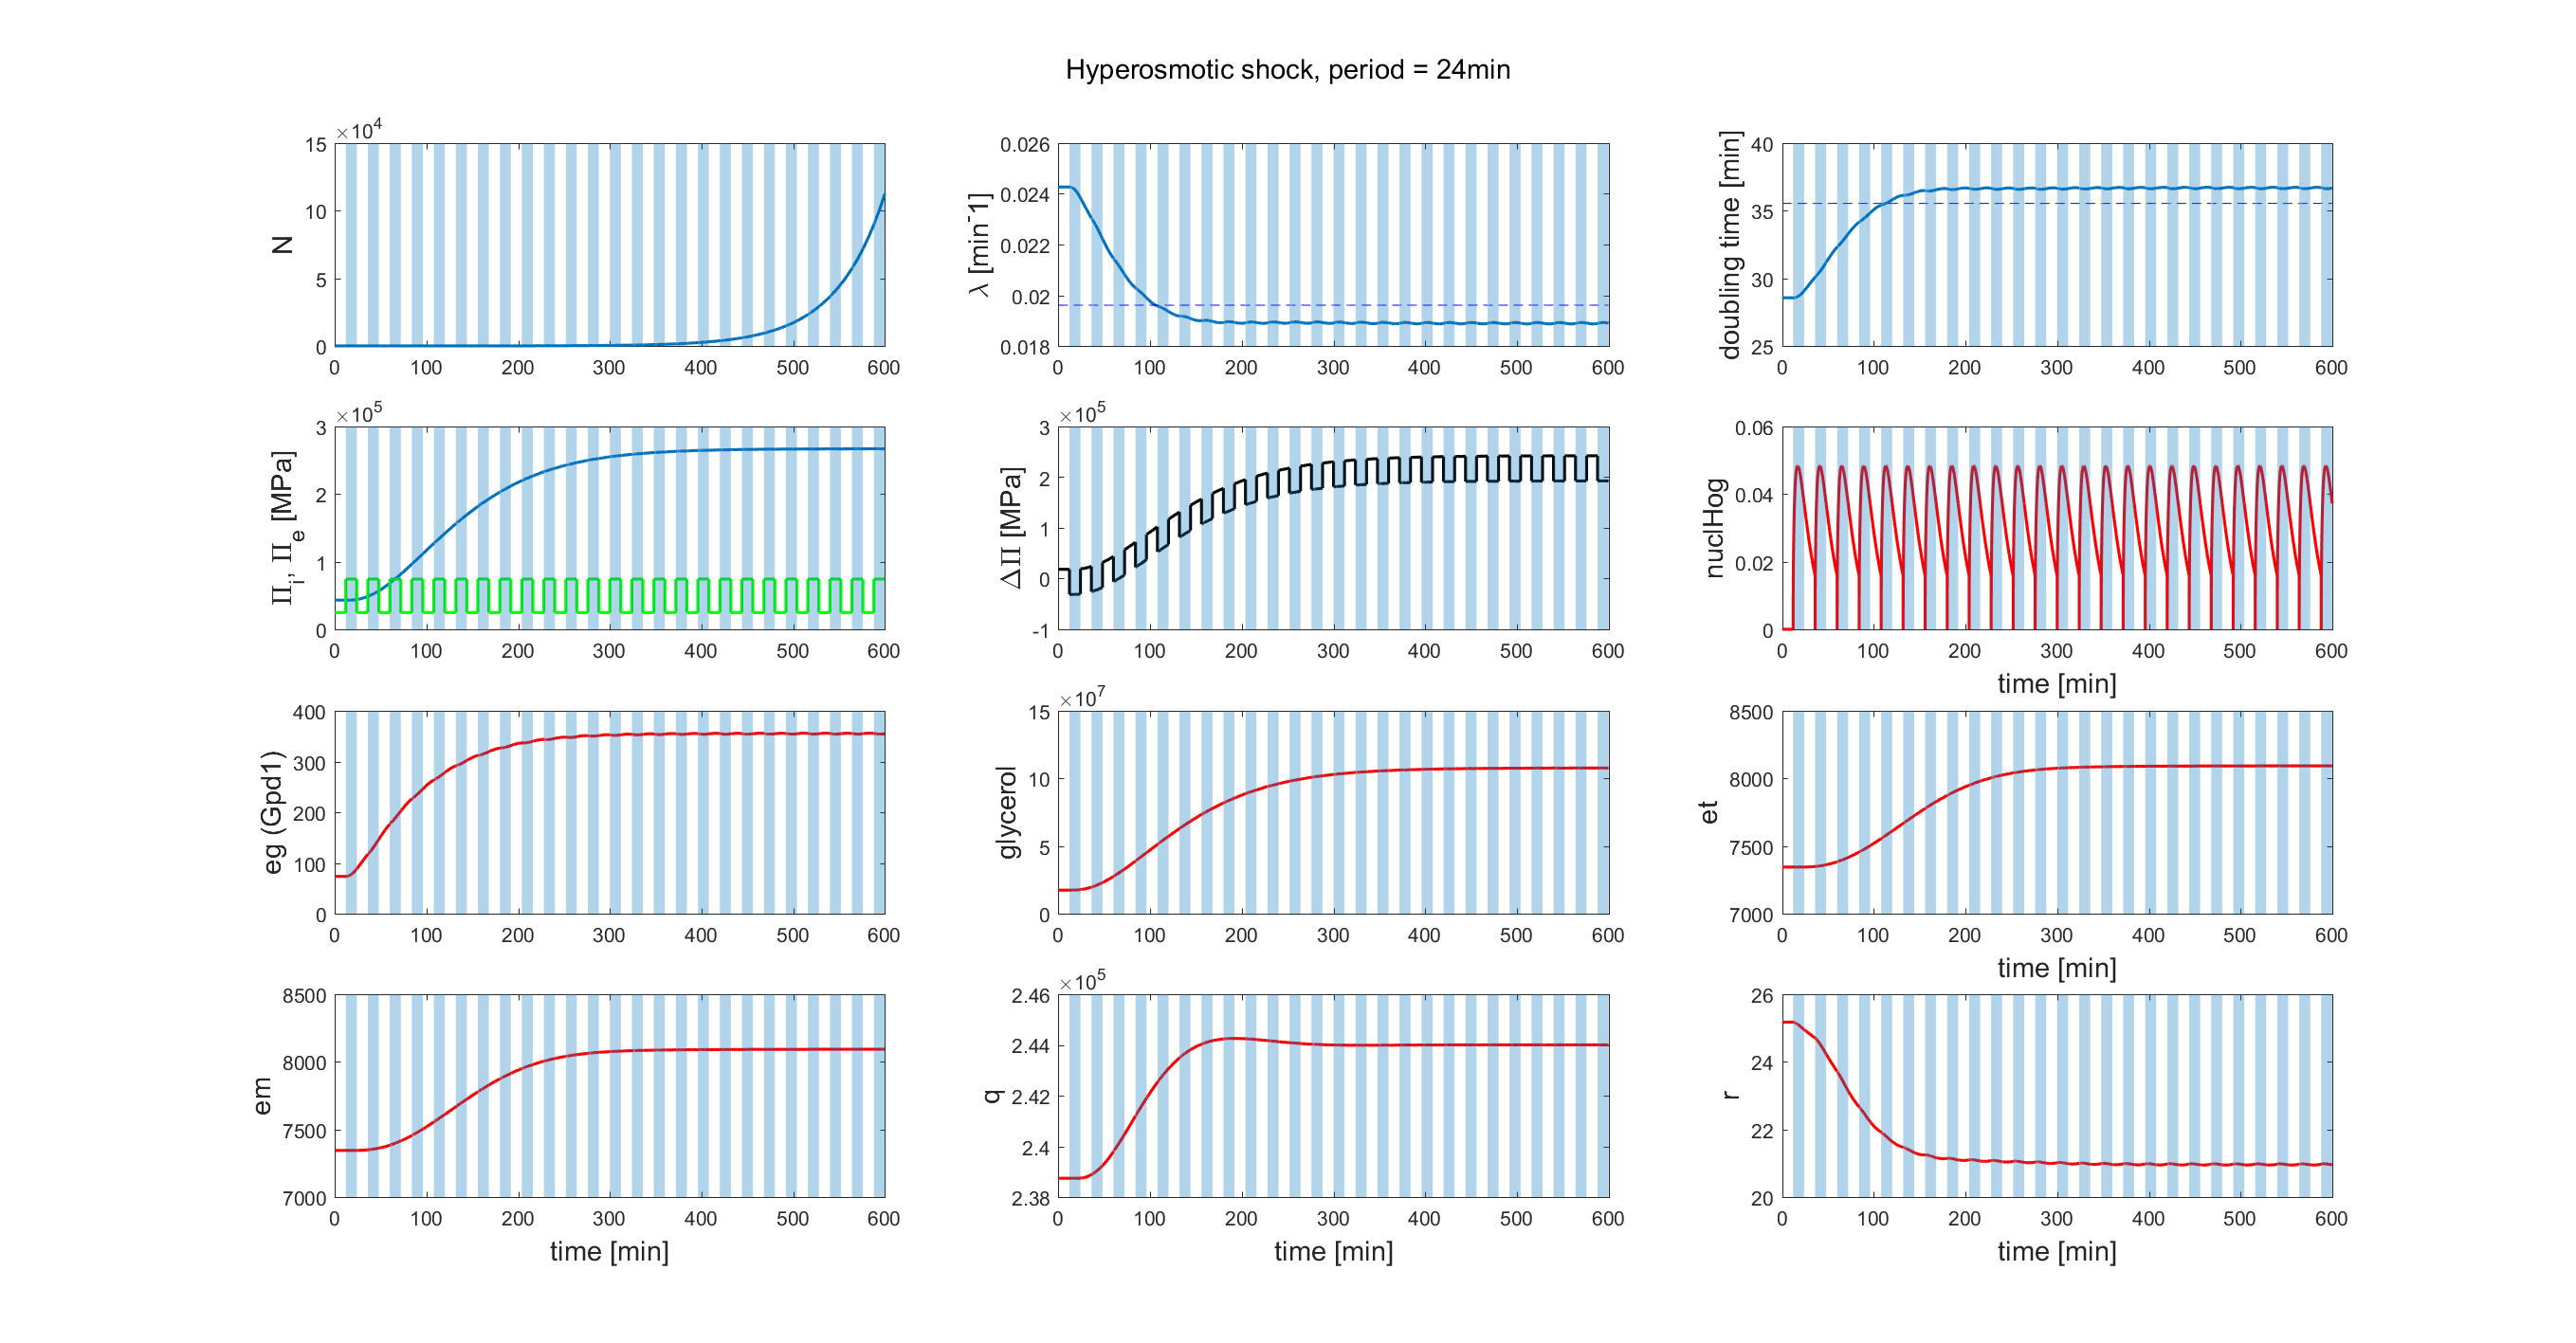 Hyperosmotic shock, period = 24min
×10^4
15
10
5
0
N
0 100 200 300 400 500 600
0.026
0.024
0.022
0.02
0.018
λ [min^-1]
0 100 200 300 400 500 600
40
35
30
25
doubling time [min]
0 100 200 300 400 500 600
×10^5
3
2
1
0
Π_i, Π_e [MPa]
0 100 200 300 400 500 600
×10^5
3
2
1
0
-1
ΔΠ [MPa]
0 100 200 300 400 500 600
0.06
0.04
0.02
0
nuclHog
0 100 200 300 400 500 600
time [min]
400
300
200
100
0
eg (Gpd1)
0 100 200 300 400 500 600
×10^7
15
10
5
0
glycerol
0 100 200 300 400 500 600
8500
8000
7500
7000
et
0 100 200 300 400 500 600
time [min]
8500
8000
7500
7000
em
0 100 200 300 400 500 600
time [min]
×10^5
2.46
2.44
2.42
2.4
2.38
q
0 100 200 300 400 500 600
time [min]
26
24
22
20
r
0 100 200 300 400 500 600
time [min]